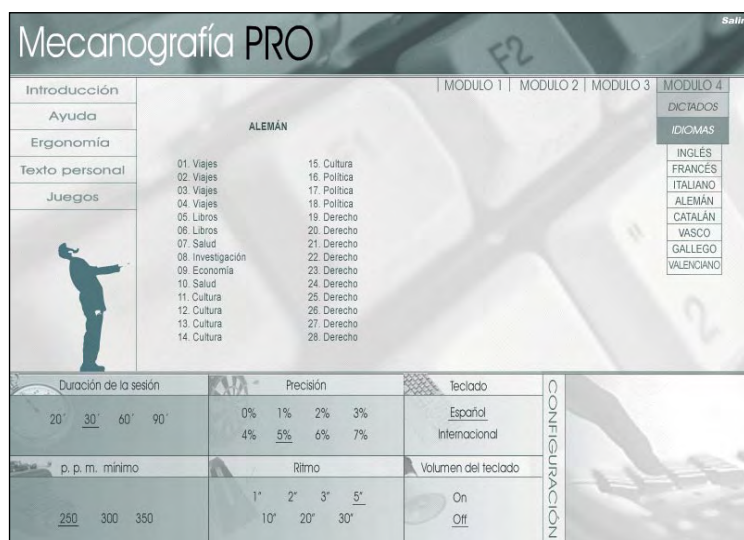 Mecanografía PRO
Salir
Introducción
Ayuda
Ergonomía
Texto personal
Juegos
MODULO 1 | MODULO 2 | MODULO 3 | MODULO 4
DICTADOS
IDIOMAS
INGLÉS
FRANCÉS
ITALIANO
ALEMÁN
CATALÁN
VASCO
GALLEGO
VALENCIANO
F2
2
ALEMÁN
01. Viajes
02. Viajes
03. Viajes
04. Viajes
05. Libros
06. Libros
07. Salud
08. Investigación
09. Economía
10. Salud
11. Cultura
12. Cultura
13. Cultura
14. Cultura
15. Cultura
16. Política
17. Política
18. Política
19. Derecho
20. Derecho
21. Derecho
22. Derecho
23. Derecho
24. Derecho
25. Derecho
26. Derecho
27. Derecho
28. Derecho
Duración de la sesión
20´ 30´ 60´ 90´
Precisión
0% 1% 2% 3%
4% 5% 6% 7%
Teclado
Español
Internacional
p. p. m. mínimo
250 300 350
Ritmo
1" 2" 3" 5"
10" 20" 30"
Volumen del teclado
On
Off
CONFIGURACIÓN